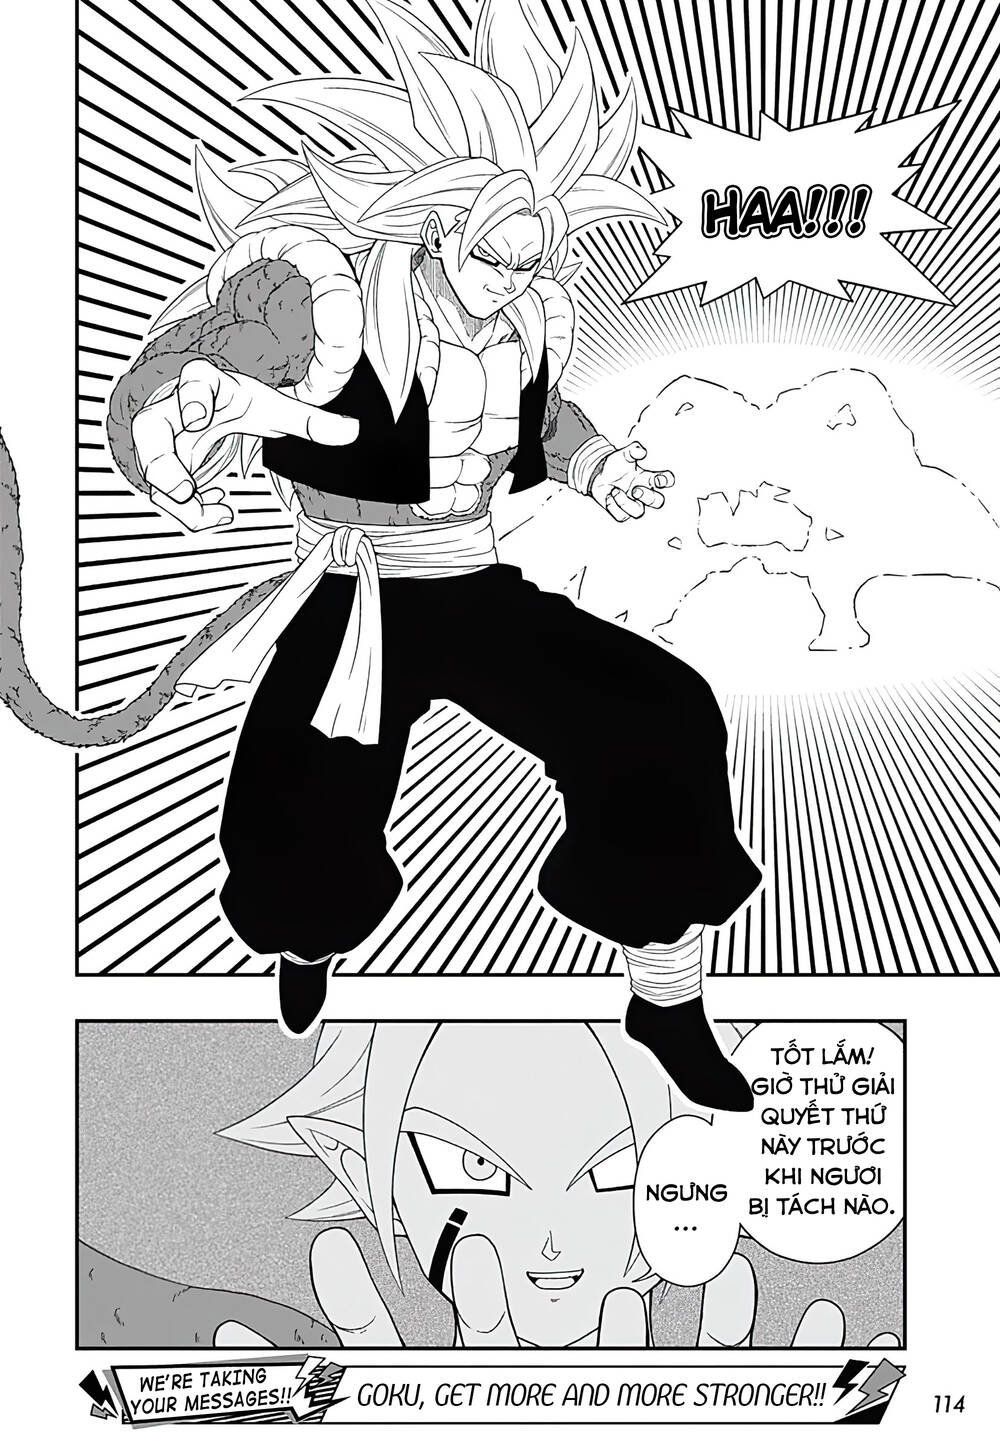 HAA!!!
TỐT LẮM!
GIỜ THỬ GIẢI
QUYẾT THỨ
NÀY TRƯỚC
KHI NGƯƠI
BỊ TÁCH NÀO.
NGƯNG
...
WE'RE TAKING
YOUR MESSAGES!!
GOKU, GET MORE AND MORE STRONGER!!
114